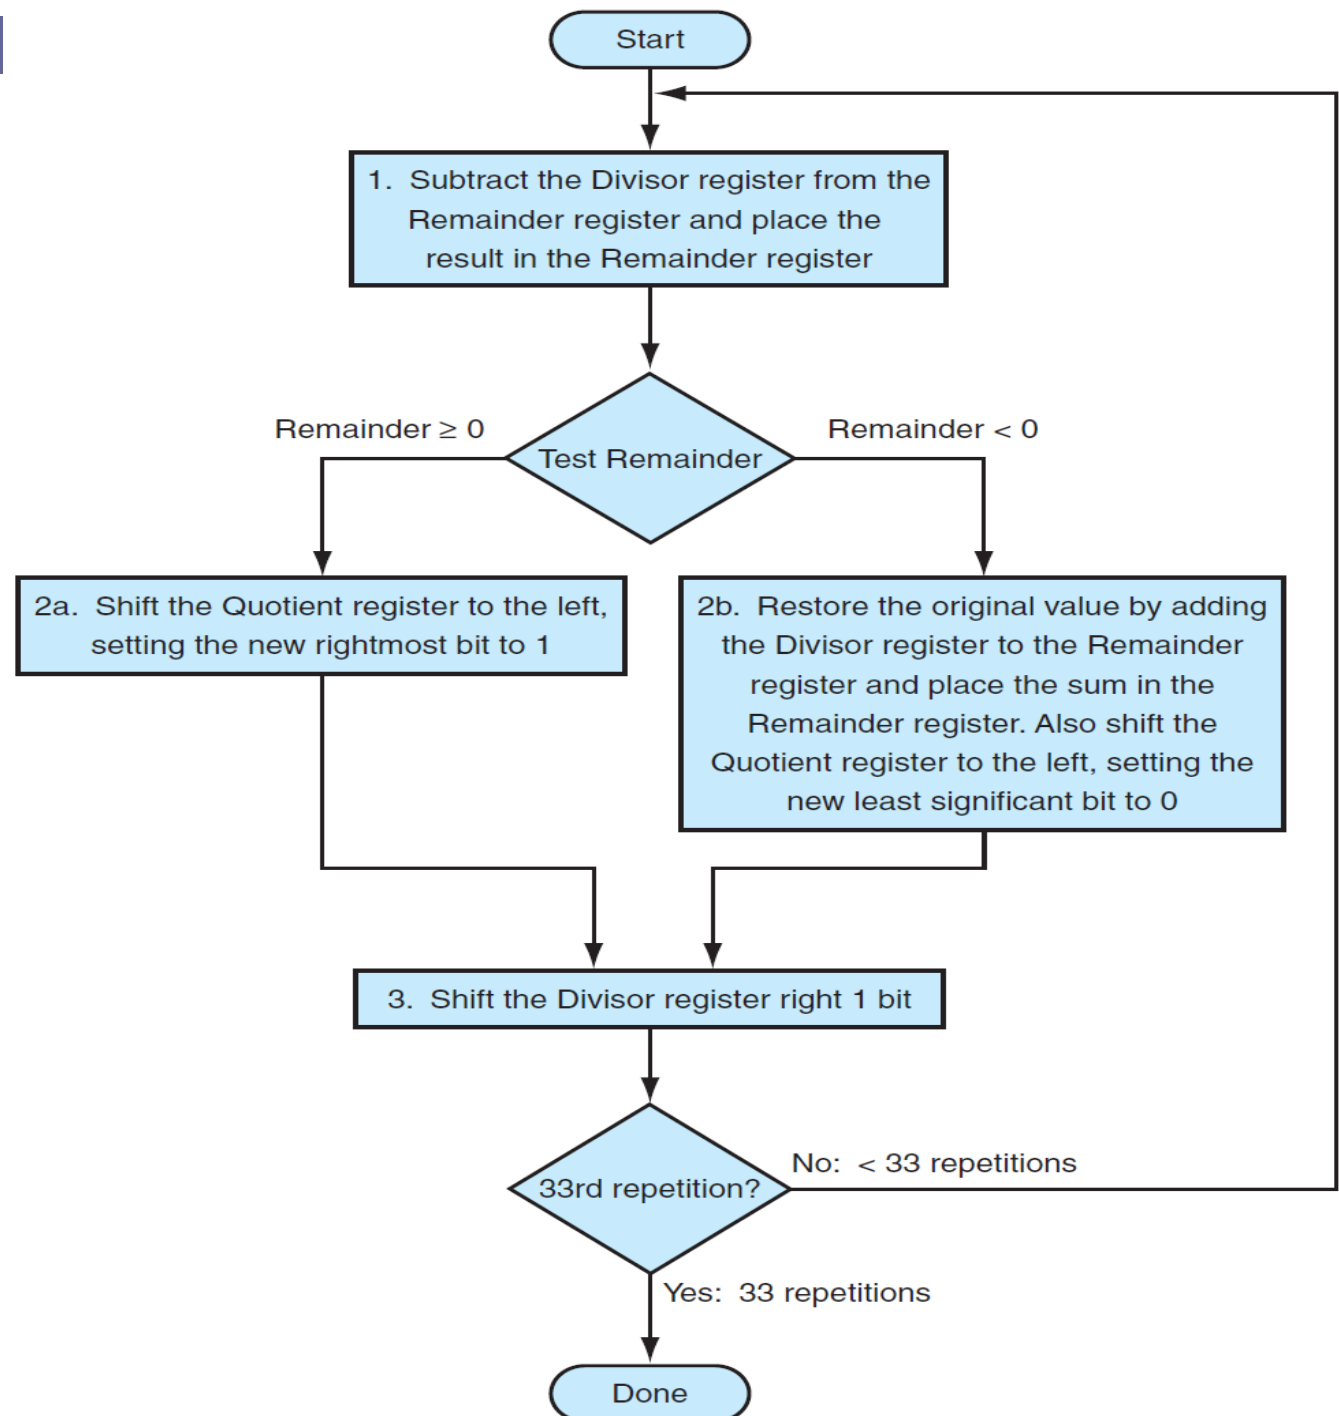 Start
1. Subtract the Divisor register from the
Remainder register and place the
result in the Remainder register
Test Remainder
Remainder ≥ 0
Remainder < 0
2a. Shift the Quotient register to the left,
setting the new rightmost bit to 1
2b. Restore the original value by adding
the Divisor register to the Remainder
register and place the sum in the
Remainder register. Also shift the
Quotient register to the left, setting the
new least significant bit to 0
3. Shift the Divisor register right 1 bit
33rd repetition?
No: < 33 repetitions
Yes: 33 repetitions
Done